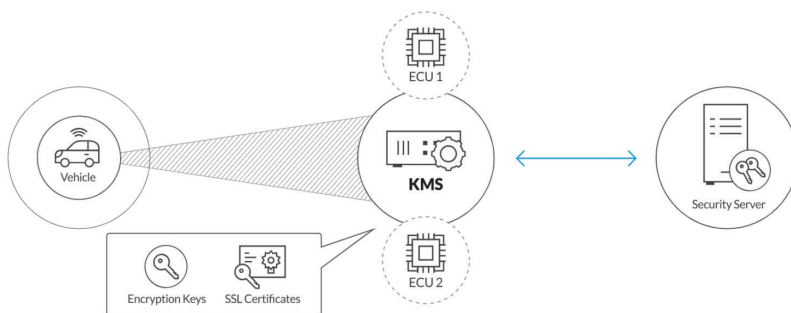 ECU 1
Vehicle
KMS
Security Server
ECU 2
Encryption Keys
SSL Certificates